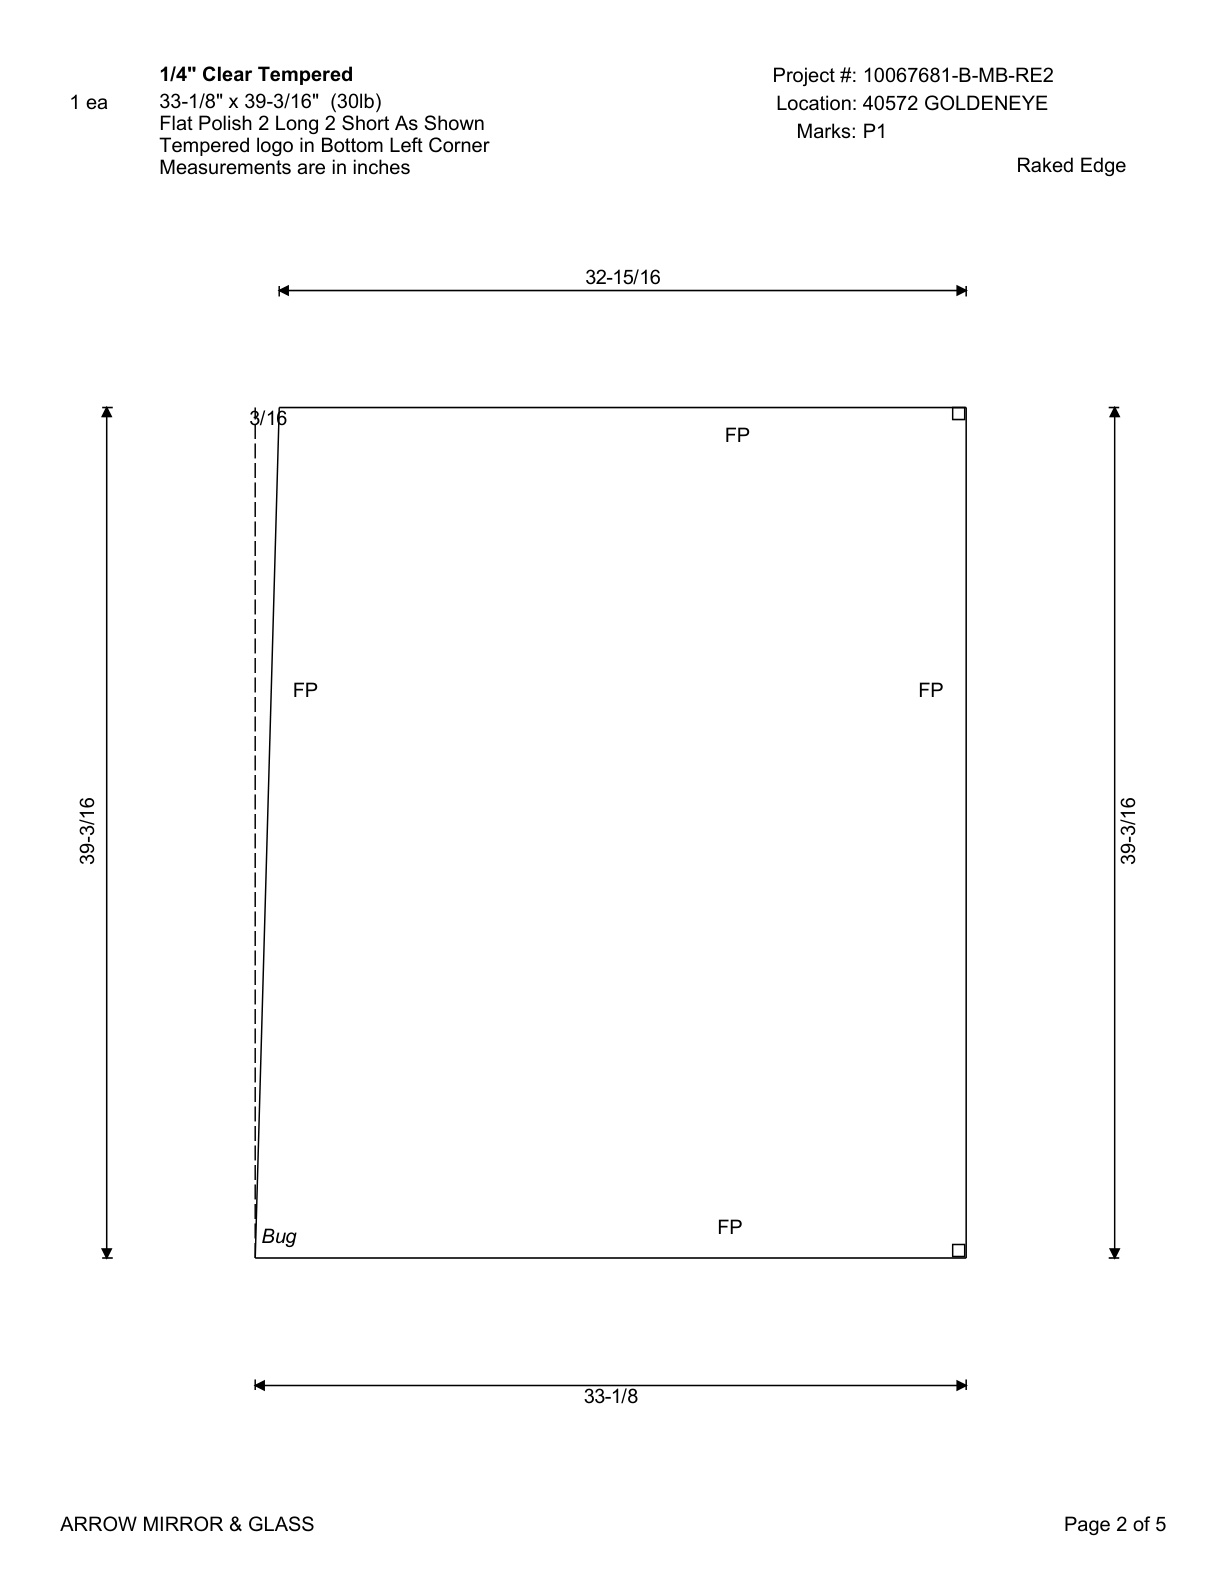 1/4" Clear Tempered
1 ea
33-1/8" x 39-3/16" (30lb)
Flat Polish 2 Long 2 Short As Shown
Tempered logo in Bottom Left Corner
Measurements are in inches
Project #: 10067681-B-MB-RE2
Location: 40572 GOLDENEYE
Marks: P1
Raked Edge
32-15/16
3/16
FP
FP
FP
39-3/16
39-3/16
FP
Bug
33-1/8
ARROW MIRROR & GLASS
Page 2 of 5